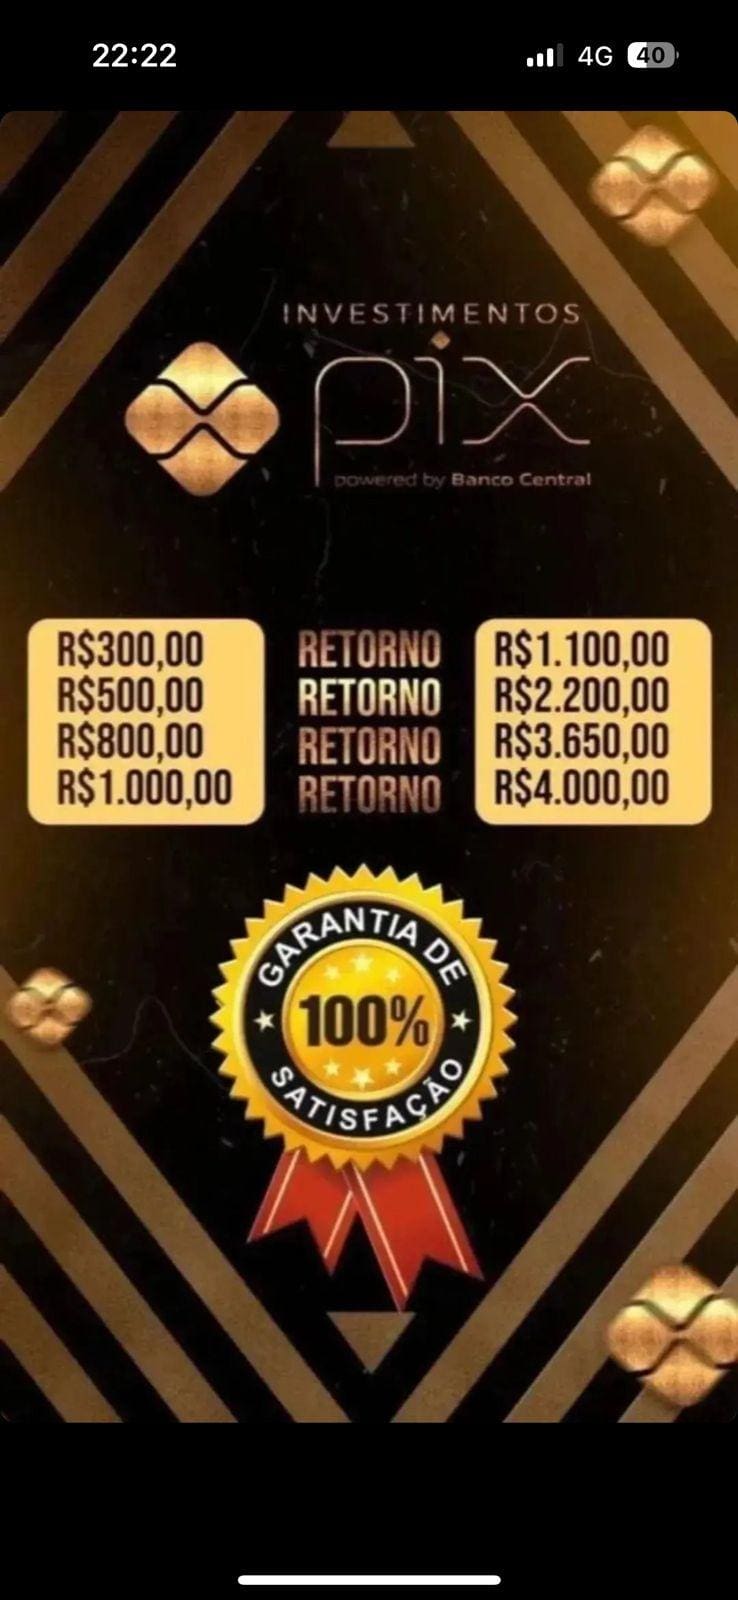 22:22
4G 40
INVESTIMENTOS
pix
powered by Banco Central
R$300,00 RETORNO R$1.100,00
R$500,00 RETORNO R$2.200,00
R$800,00 RETORNO R$3.650,00
R$1.000,00 RETORNO R$4.000,00
GARANTIA DE
100%
SATISFAÇÃO